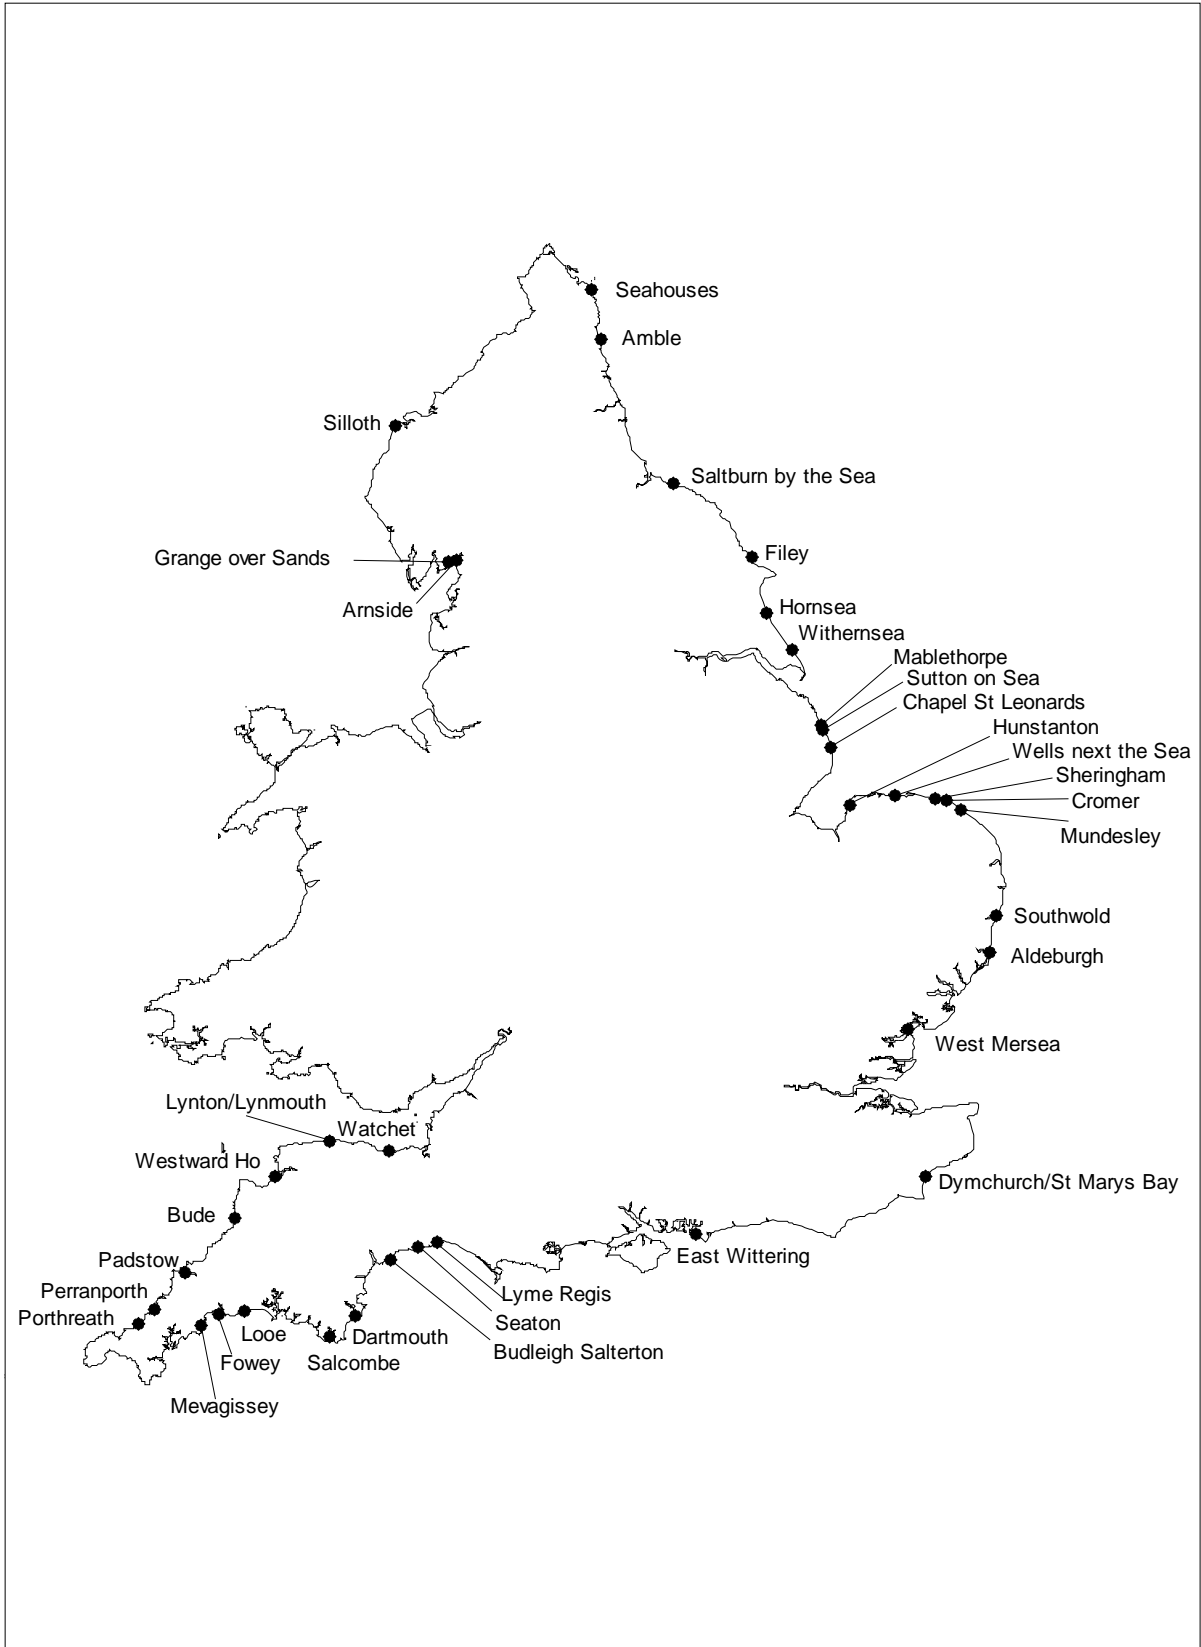 Seahouses
Amble
Silloth
Saltburn by the Sea
Filey
Grange over Sands
Arnside
Hornsea
Withernsea
Mablethorpe
Sutton on Sea
Chapel St Leonards
Hunstanton
Wells next the Sea
Sheringham
Cromer
Mundesley
Southwold
Aldeburgh
West Mersea
Lynton/Lynmouth
Watchet
Westward Ho
Dymchurch/St Marys Bay
Bude
East Wittering
Padstow
Perranporth
Porthreath
Lyme Regis
Seaton
Budleigh Salterton
Dartmouth
Looe
Fowey
Salcombe
Mevagissey